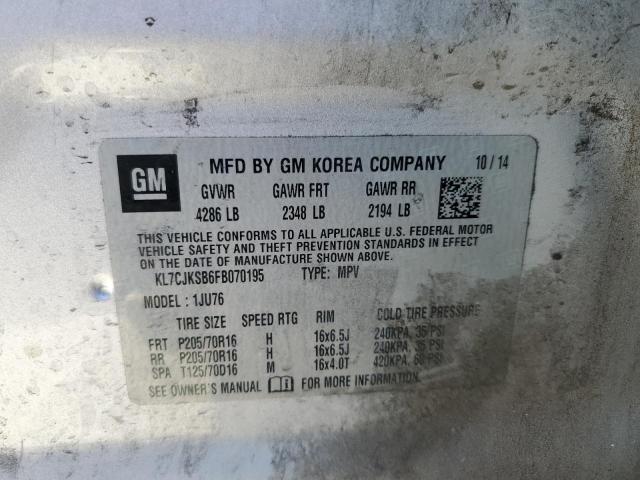 GM
MFD BY GM KOREA COMPANY 10/14
GVWR GAWR FRT GAWR RR
4286 LB 2348 LB 2194 LB
THIS VEHICLE CONFORMS TO ALL APPLICABLE U.S. FEDERAL MOTOR
VEHICLE SAFETY AND THEFT PREVENTION STANDARDS IN EFFECT ON
THE DATE OF MANUFACTURE SHOWN ABOVE.
KL7CJKSB6FB070195 TYPE: MPV
MODEL: 1JU76
TIRE SIZE SPEED RTG RIM COLD TIRE PRESSURE
FRT P205/70R16 H 16x6.5J 240KPA, 35 PSI
RR P205/70R16 H 16x6.5J 240KPA, 35 PSI
SPA T125/70D16 M 16x4.0T 420KPA, 60 PSI
SEE OWNER'S MANUAL FOR MORE INFORMATION.